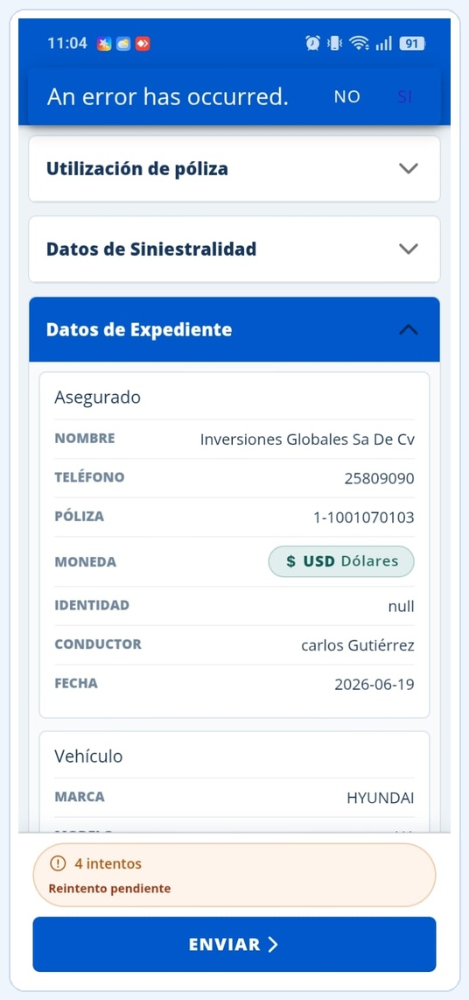 11:04
91
An error has occurred. NO SI
Utilización de póliza
Datos de Siniestralidad
Datos de Expediente
Asegurado
NOMBRE Inversiones Globales Sa De Cv
TELÉFONO 25809090
PÓLIZA 1-1001070103
MONEDA $ USD Dólares
IDENTIDAD null
CONDUCTOR carlos Gutiérrez
FECHA 2026-06-19
Vehículo
MARCA HYUNDAI
4 intentos
Reintento pendiente
ENVIAR